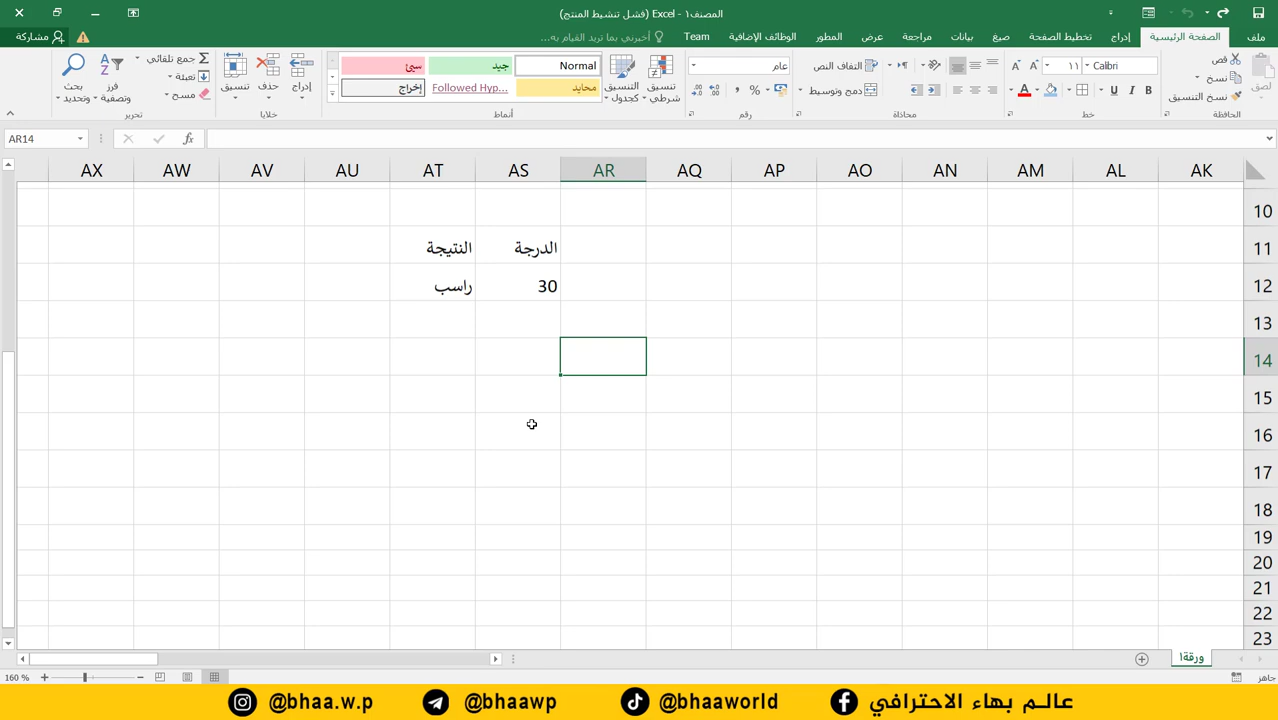 المصنف١ - Excel (فشل تنشيط المنتج)
ملف الصفحة الرئيسية إدراج تخطيط الصفحة صيغ بيانات مراجعة عرض المطور الوظائف الإضافية Team أخبرني بما تريد القيام به... مشاركة
لصق قص نسخ نسخ التنسيق
Calibri ١١
التفاف النص دمج وتوسيط
عام
تنسيق شرطي التنسيق كجدول
Normal جيد سيئ
محايد Followed Hyp... إخراج
إدراج حذف تنسيق
جمع تلقائي تعبئة مسح
فرز وتصفية بحث وتحديد
الحافظة خط محاذاة رقم أنماط خلايا تحرير
AR14 fx
AK AL AM AN AO AP AQ AR AS AT AU AV AW AX
10
11 الدرجة النتيجة
12 30 راسب
13
14
15
16
17
18
19
20
21
22
23
ورقة١
جاهز 160 %
عالـم بهاء الاحترافي @bhaaworld @bhaawp @bhaa.w.p